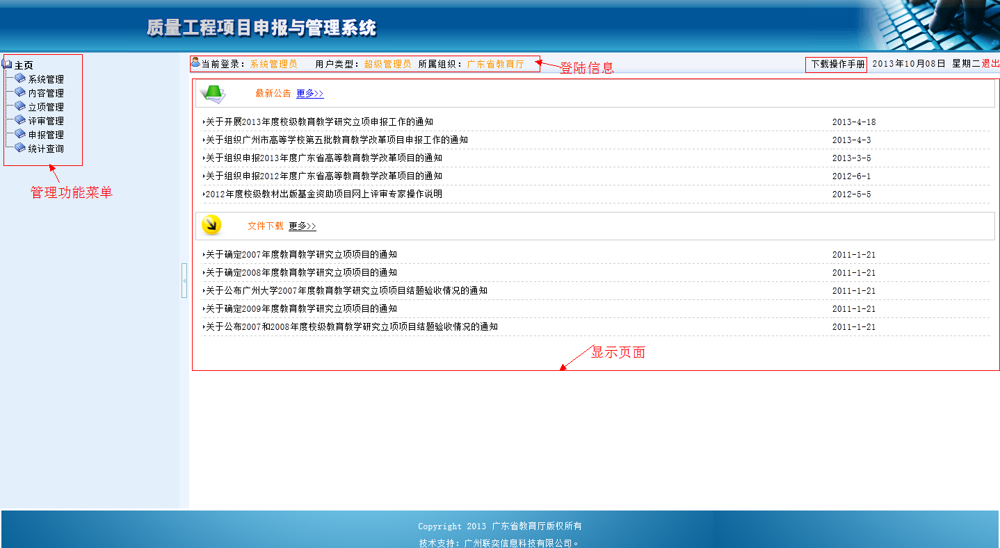 质量工程项目申报与管理系统
当前登录：系统管理员 用户类型：超级管理员 所属组织：广东省教育厅
登陆信息
下载操作手册 2013年10月08日 星期二退出
主页
系统管理
内容管理
立项管理
评审管理
申报管理
统计查询
管理功能菜单
最新公告 更多>>
关于开展2013年度校级教育教学研究立项申报工作的通知 2013-4-18
关于组织广州市高等学校第五批教育教学改革项目申报工作的通知 2013-4-3
关于组织申报2013年度广东省高等教育教学改革项目的通知 2013-3-5
关于组织申报2012年度广东省高等教育教学改革项目的通知 2012-6-1
2012年度校级教材出版基金资助项目网上评审专家操作说明 2012-5-5
文件下载 更多>>
关于确定2007年度教育教学研究立项项目的通知 2011-1-21
关于确定2008年度教育教学研究立项项目的通知 2011-1-21
关于公布广州大学2007年度教育教学研究立项项目结题验收情况的通知 2011-1-21
关于确定2009年度教育教学研究立项项目的通知 2011-1-21
关于公布2007和2008年度校级教育教学研究立项项目结题验收情况的通知 2011-1-21
显示页面
Copyright 2013 广东省教育厅版权所有
技术支持：广州联奕信息科技有限公司。